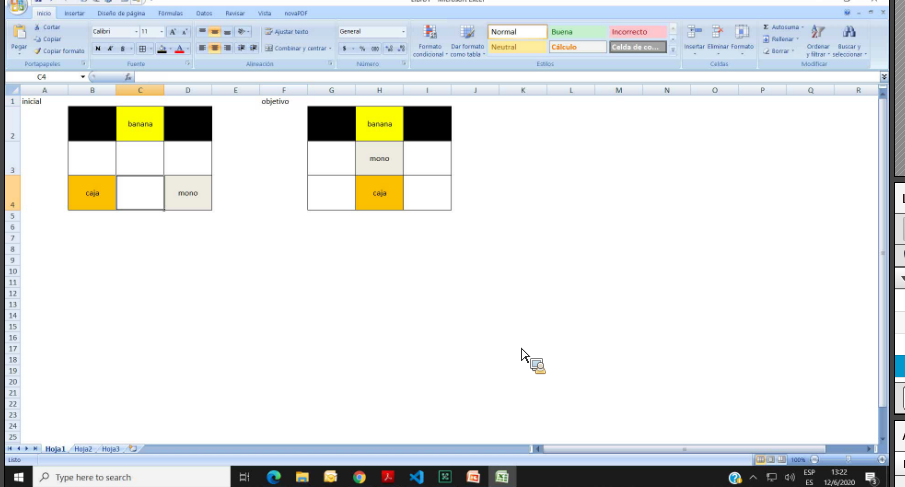 Inicio Insertar Diseño de página Fórmulas Datos Revisar Vista novaPDF
Pegar
Cortar
Copiar
Copiar formato
Portapapeles
Calibri 11
N K S
Fuente
Ajustar texto
Combinar y centrar
Alineación
General
% 000
Número
Formato condicional
Dar formato como tabla
Normal Buena Incorrecto
Neutral Cálculo Celda de co...
Estilos
Insertar Eliminar Formato
Celdas
Autosuma
Rellenar
Borrar
Ordenar y filtrar
Buscar y seleccionar
Modificar
C4 fx
A B C D E F G H I J K L M N O P Q R
1 inicial objetivo
2 banana banana
3 mono
4 caja mono caja
5
6
7
8
9
10
11
12
13
14
15
16
17
18
19
20
21
22
23
24
25
Hoja1 Hoja2 Hoja3
Listo 100%
Type here to search
ESP 13:22
ES 12/6/2020